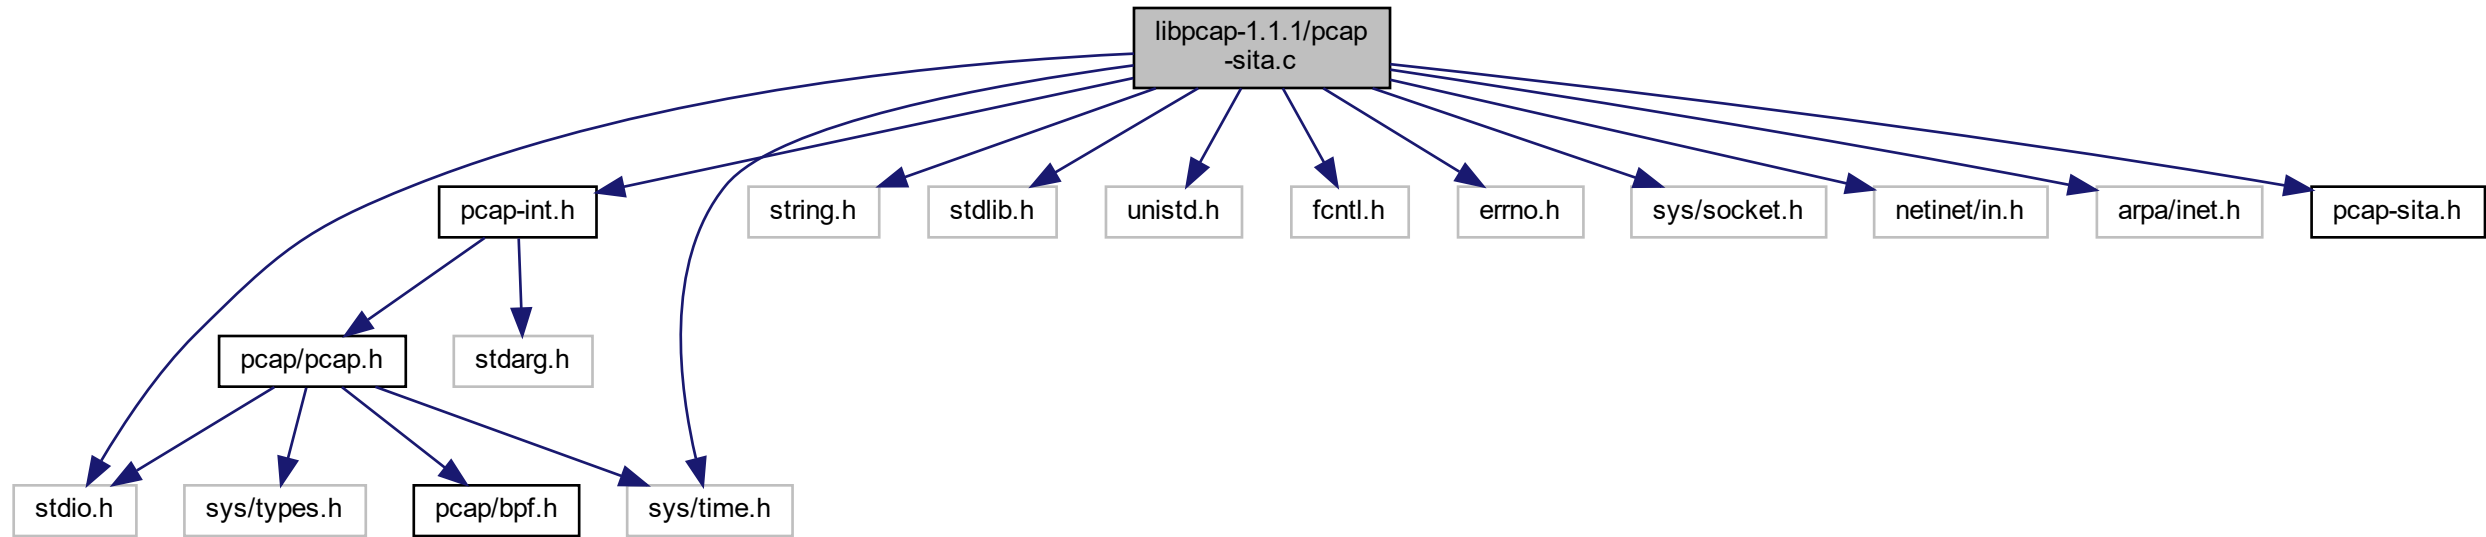 libpcap-1.1.1/pcap
-sita.c
pcap-int.h
string.h
stdlib.h
unistd.h
fcntl.h
errno.h
sys/socket.h
netinet/in.h
arpa/inet.h
pcap-sita.h
pcap/pcap.h
stdarg.h
stdio.h
sys/types.h
pcap/bpf.h
sys/time.h